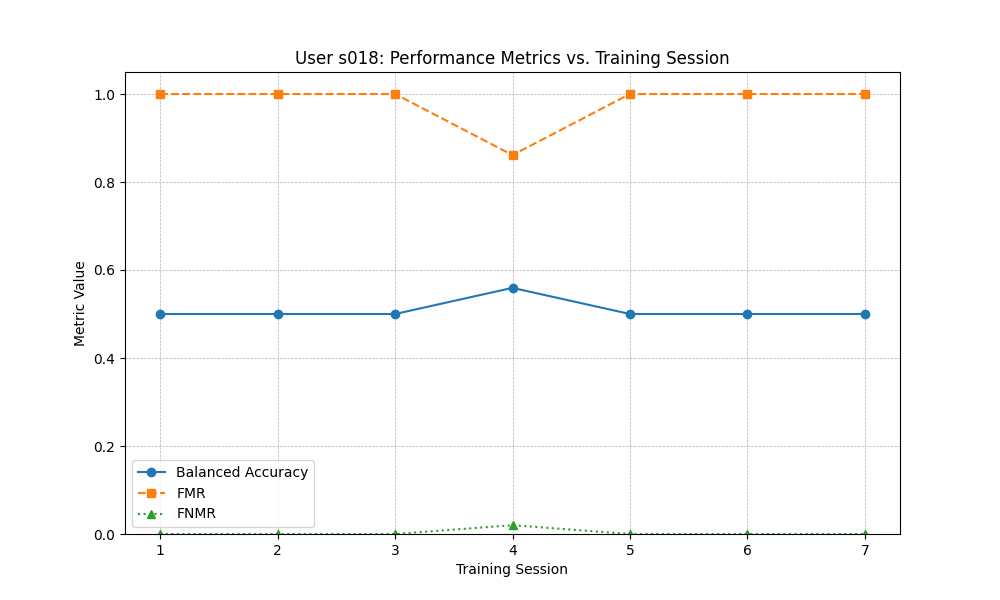 User s018: Performance Metrics vs. Training Session
Metric Value
1.0
0.8
0.6
0.4
0.2
0.0
Balanced Accuracy
FMR
FNMR
1 2 3 4 5 6 7
Training Session